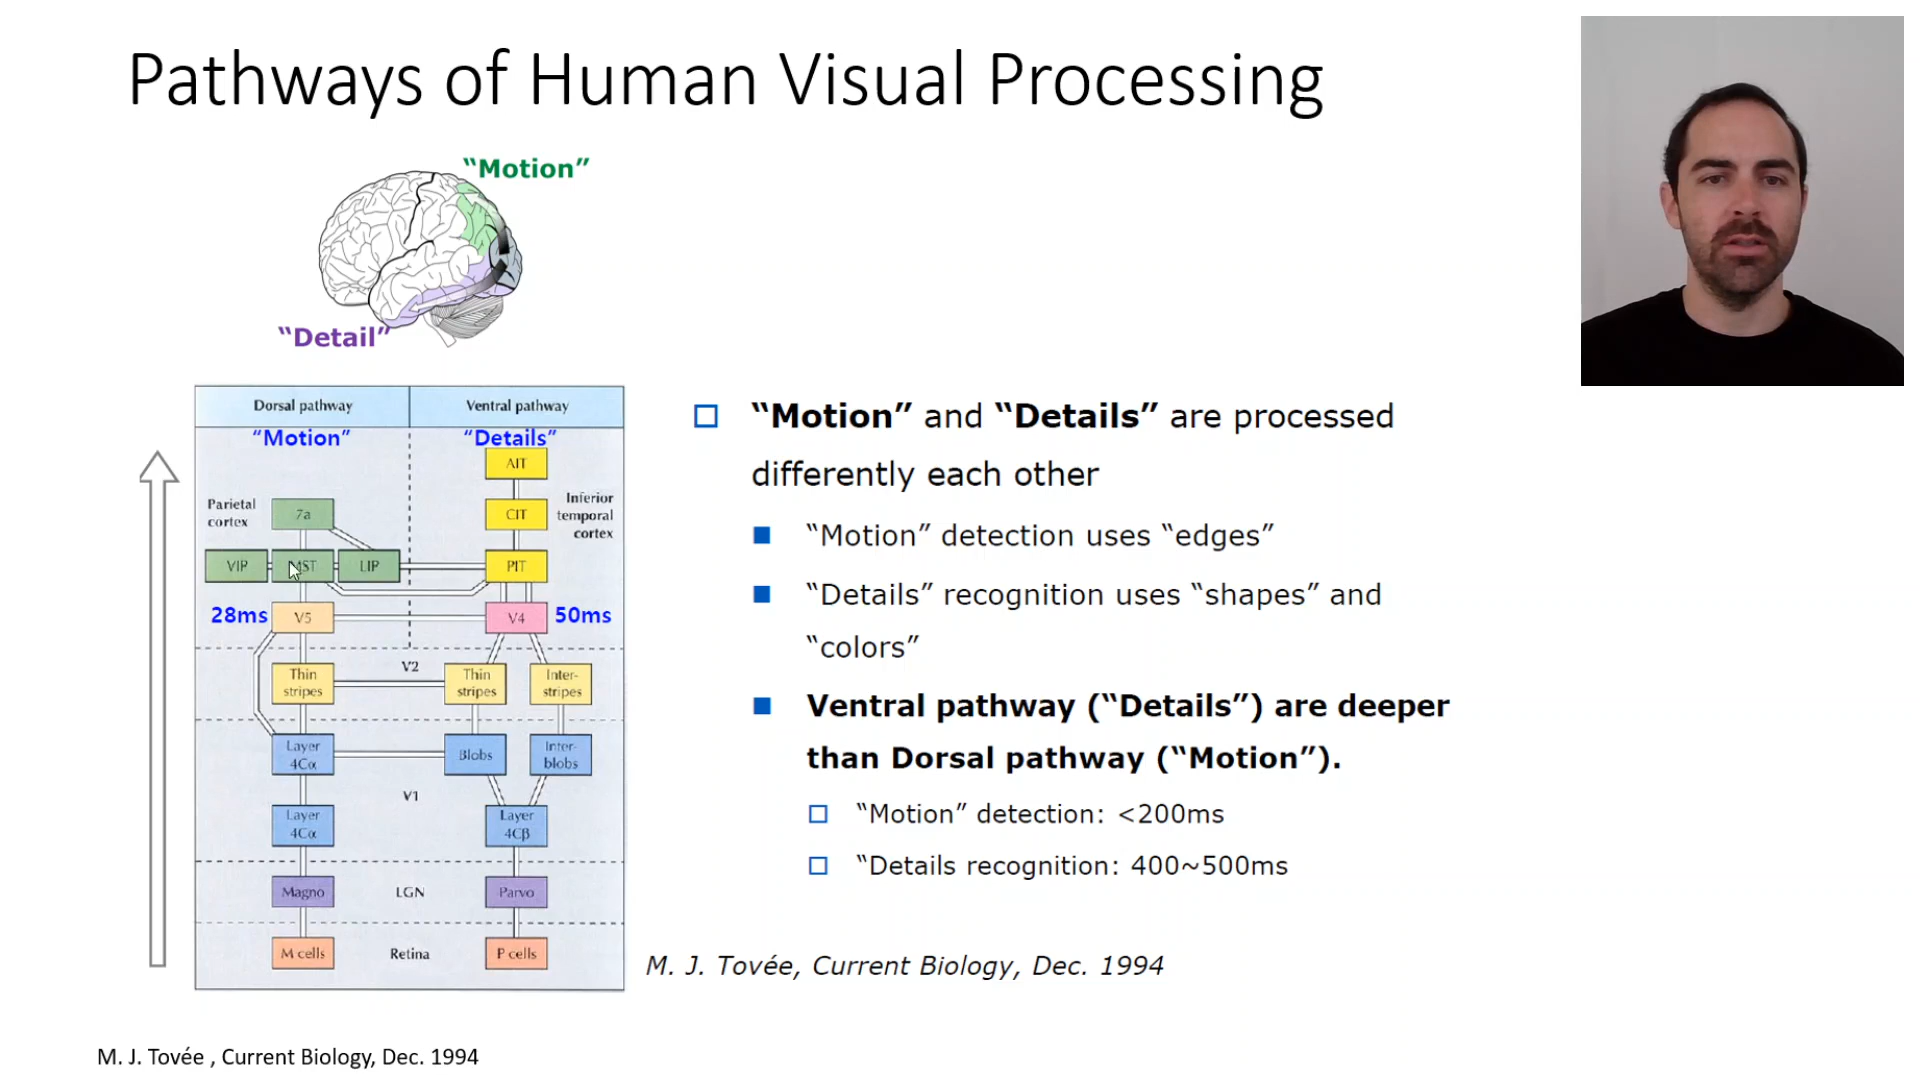 Pathways of Human Visual Processing
“Motion”
“Detail”
Dorsal pathway
Ventral pathway
“Motion”
“Details”
AIT
Parietal
cortex
7a
CIT
Inferior
temporal
cortex
VIP
MST
LIP
PIT
28ms
V5
V4
50ms
V2
Thin
stripes
Thin
stripes
Inter-
stripes
Layer
4Cα
Blobs
Inter-
blobs
V1
Layer
4Cα
Layer
4Cβ
Magno
LGN
Parvo
M cells
Retina
P cells
“Motion” and “Details” are processed
differently each other
“Motion” detection uses “edges”
“Details” recognition uses “shapes” and
“colors”
Ventral pathway (“Details”) are deeper
than Dorsal pathway (“Motion”).
“Motion” detection: <200ms
“Details recognition: 400~500ms
M. J. Tovée, Current Biology, Dec. 1994
M. J. Tovée , Current Biology, Dec. 1994